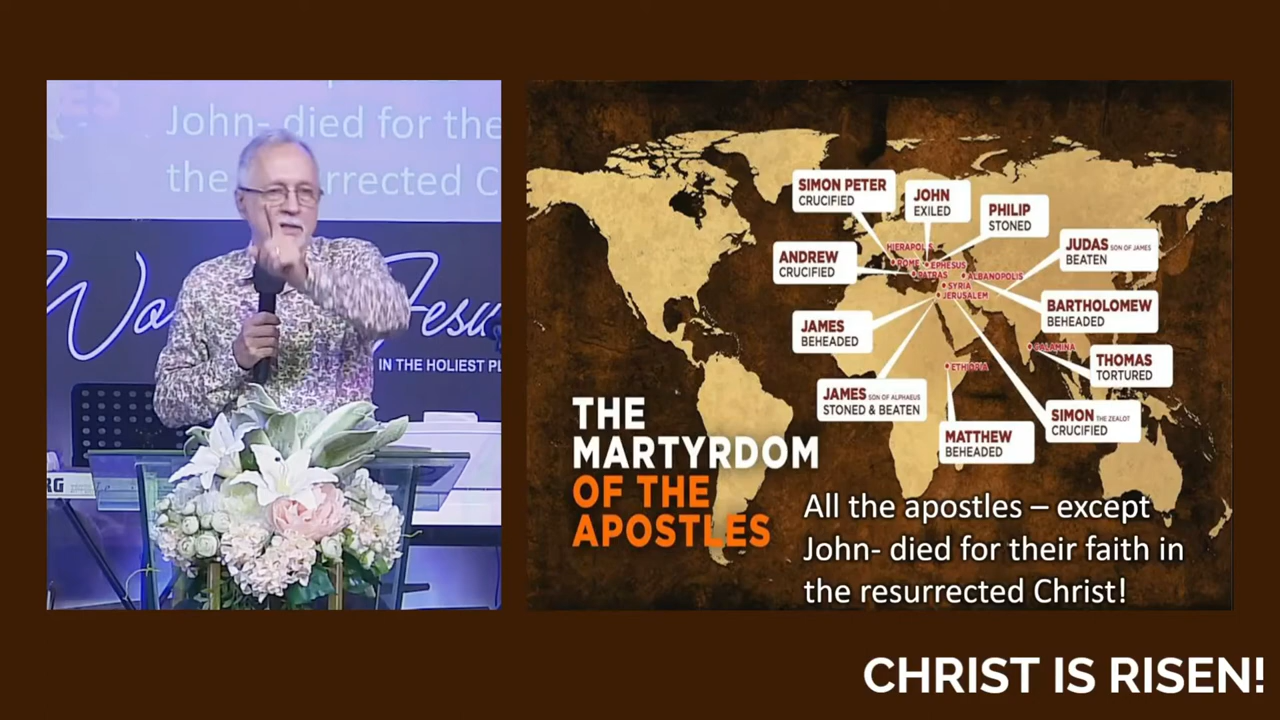 John- died for the
the rrected C
Wo Jesu
IN THE HOLIEST PL
RG
SIMON PETER
CRUCIFIED
JOHN
EXILED
PHILIP
STONED
ANDREW
CRUCIFIED
JUDAS SON OF JAMES
BEATEN
HIERAPOLIS
ROME
EPHESUS
PATRAS
ALBANOPOLIS
SYRIA
JERUSALEM
BARTHOLOMEW
BEHEADED
JAMES
BEHEADED
CALAMINA
THOMAS
TORTURED
ETHIOPIA
JAMES SON OF ALPHAEUS
STONED & BEATEN
SIMON THE ZEALOT
CRUCIFIED
MATTHEW
BEHEADED
THE
MARTYRDOM
OF THE
APOSTLES
All the apostles – except
John- died for their faith in
the resurrected Christ!
CHRIST IS RISEN!